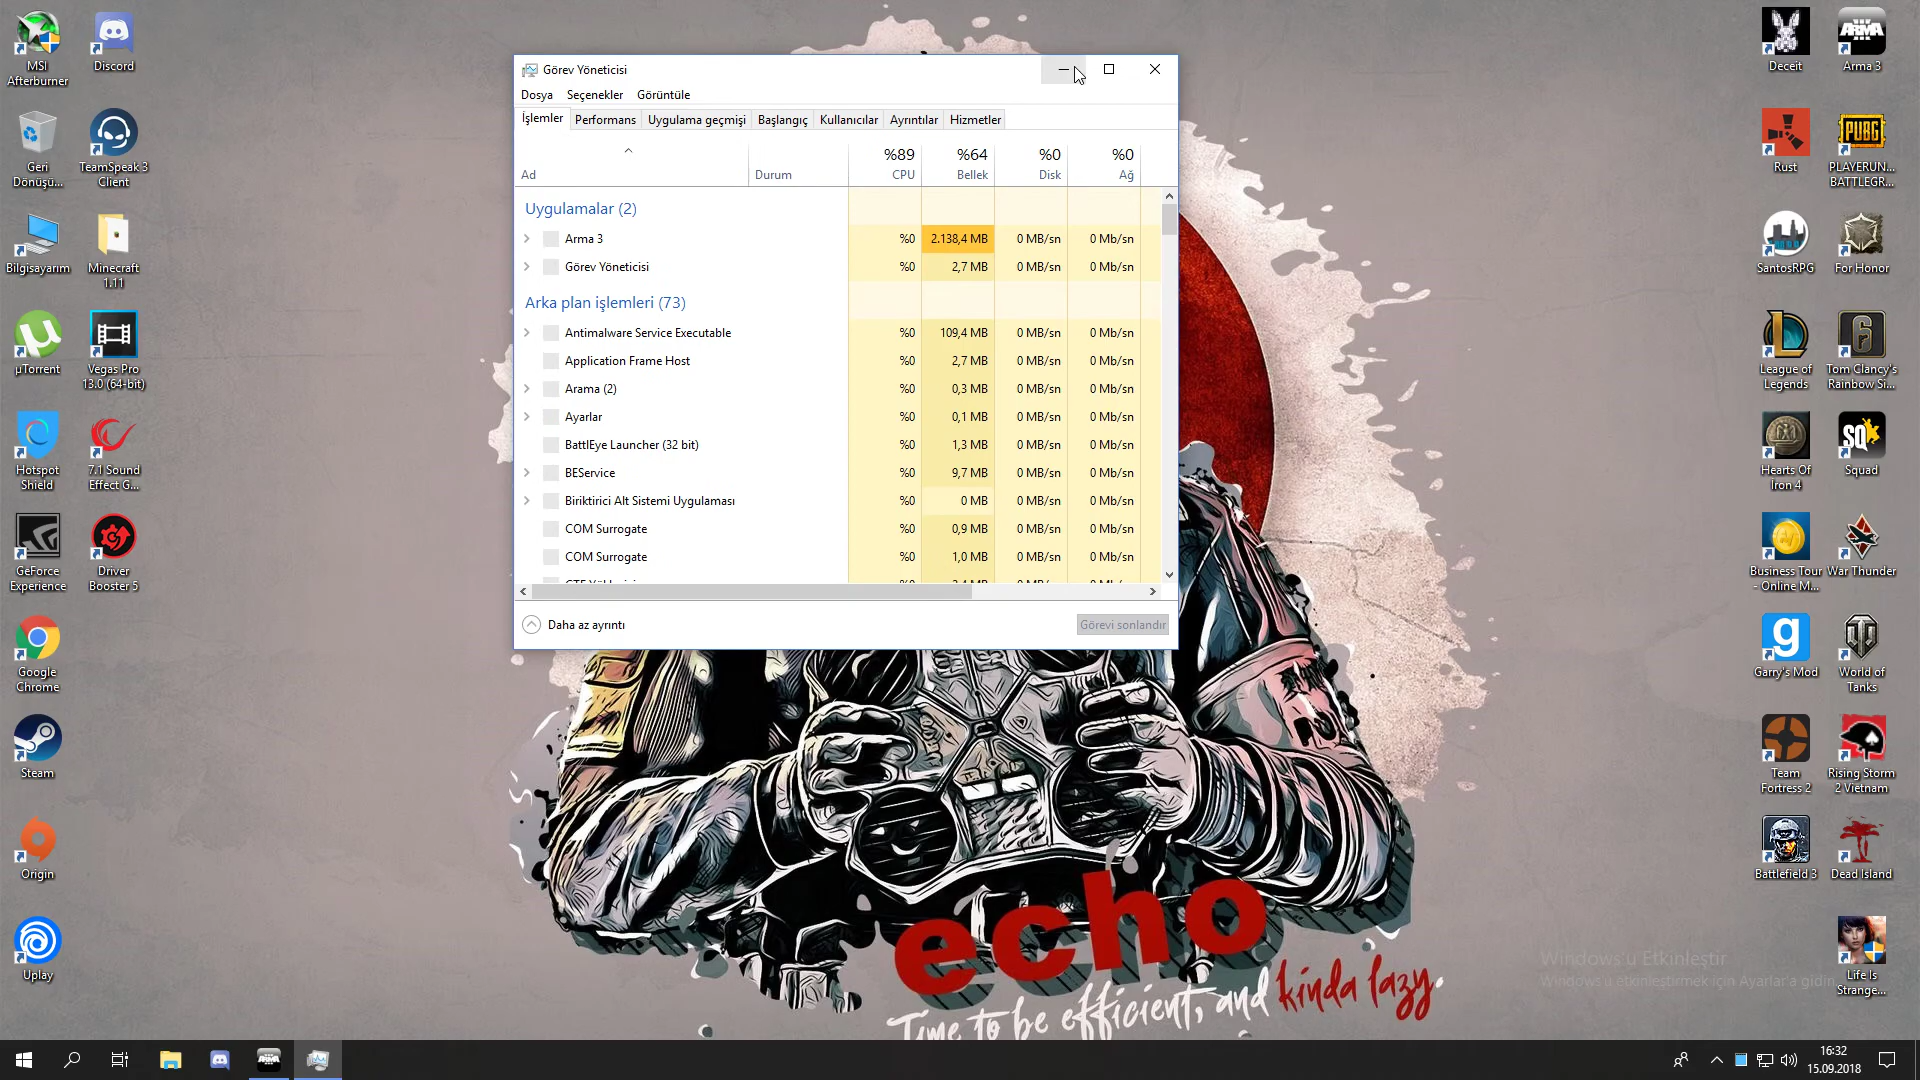 MSI
Afterburner
Discord
Geri
Dönüşü...
TeamSpeak 3
Client
Bilgisayarım
Minecraft
1.11
µTorrent
Vegas Pro
13.0 (64-bit)
Hotspot
Shield
7.1 Sound
Effect G...
GeForce
Experience
Driver
Booster 5
Google
Chrome
Steam
Origin
Uplay
Görev Yöneticisi
Dosya Seçenekler Görüntüle
İşlemler Performans Uygulama geçmişi Başlangıç Kullanıcılar Ayrıntılar Hizmetler
%89 %64 %0 %0
Ad Durum CPU Bellek Disk Ağ
Uygulamalar (2)
Arma 3 %0 2.138,4 MB 0 MB/sn 0 Mb/sn
Görev Yöneticisi %0 2,7 MB 0 MB/sn 0 Mb/sn
Arka plan işlemleri (73)
Antimalware Service Executable %0 109,4 MB 0 MB/sn 0 Mb/sn
Application Frame Host %0 2,7 MB 0 MB/sn 0 Mb/sn
Arama (2) %0 0,3 MB 0 MB/sn 0 Mb/sn
Ayarlar %0 0,1 MB 0 MB/sn 0 Mb/sn
BattlEye Launcher (32 bit) %0 1,3 MB 0 MB/sn 0 Mb/sn
BEService %0 9,7 MB 0 MB/sn 0 Mb/sn
Biriktirici Alt Sistemi Uygulaması %0 0 MB 0 MB/sn 0 Mb/sn
COM Surrogate %0 0,9 MB 0 MB/sn 0 Mb/sn
COM Surrogate %0 1,0 MB 0 MB/sn 0 Mb/sn
Daha az ayrıntı
Görevi sonlandır
Deceit
ARMA
Arma 3
Rust
PUBG
PLAYERUN...
BATTLEGR...
SantosRPG
For Honor
League of
Legends
Tom Clancy's
Rainbow Si...
Hearts Of
Iron 4
SQ
Squad
Business Tour
- Online M...
War Thunder
g
Garry's Mod
World of
Tanks
Team
Fortress 2
Rising Storm
2 Vietnam
Battlefield 3
Dead Island
Life Is
Strange...
echo
Time to be efficient, and kinda lazy.
Windows'u Etkinleştir
Windows'u etkinleştirmek için Ayarlar'a gidin.
ARMA
16:32
15.09.2018